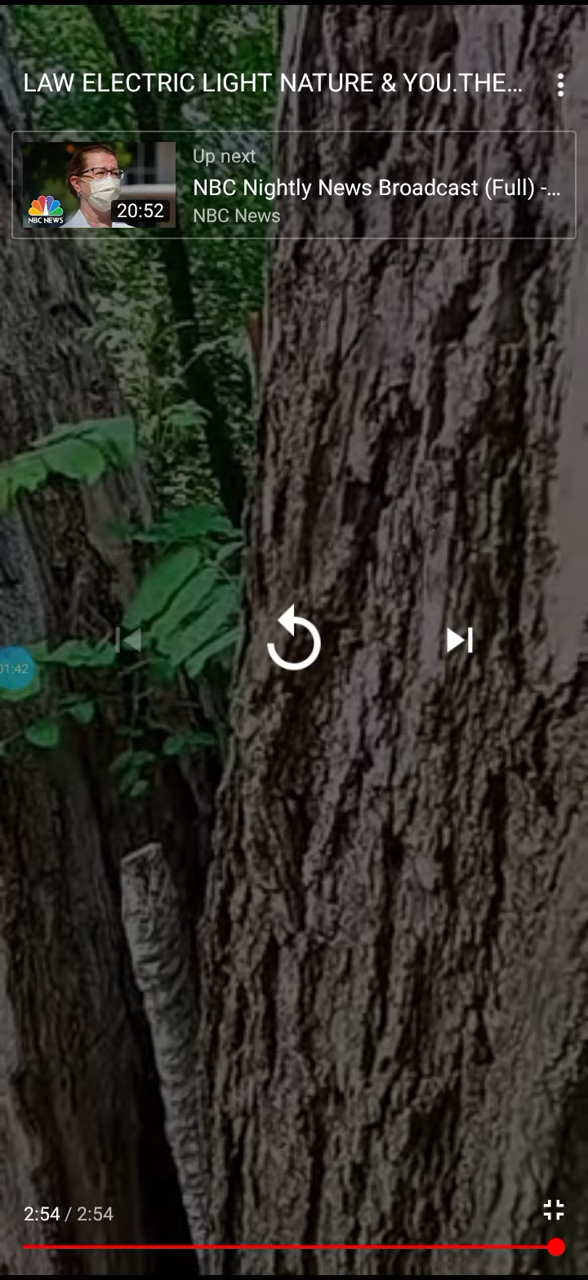 LAW ELECTRIC LIGHT NATURE & YOU.THE...
Up next
NBC Nightly News Broadcast (Full) -...
NBC News
NBC NEWS
20:52
01:42
2:54 / 2:54